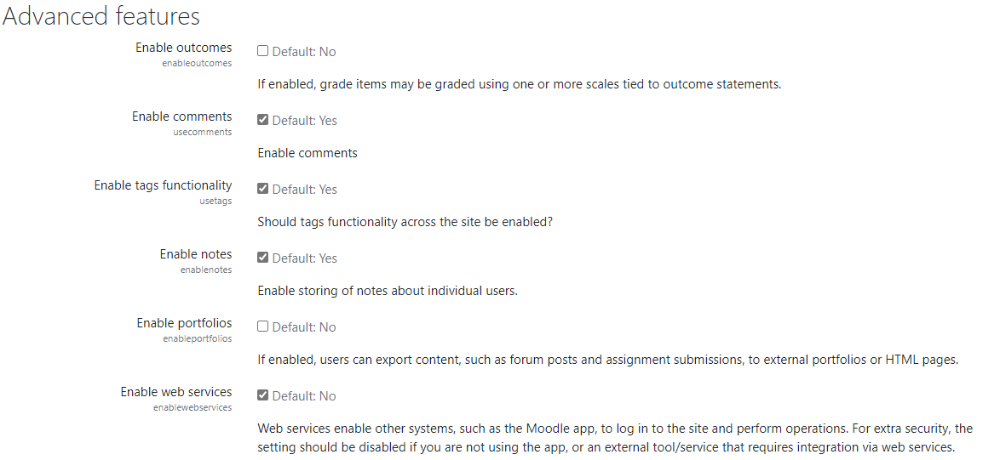 Advanced features
Enable outcomes
enableoutcomes
Default: No
If enabled, grade items may be graded using one or more scales tied to outcome statements.
Enable comments
usecomments
Default: Yes
Enable comments
Enable tags functionality
usetags
Default: Yes
Should tags functionality across the site be enabled?
Enable notes
enablenotes
Default: Yes
Enable storing of notes about individual users.
Enable portfolios
enableportfolios
Default: No
If enabled, users can export content, such as forum posts and assignment submissions, to external portfolios or HTML pages.
Enable web services
enablewebservices
Default: No
Web services enable other systems, such as the Moodle app, to log in to the site and perform operations. For extra security, the
setting should be disabled if you are not using the app, or an external tool/service that requires integration via web services.